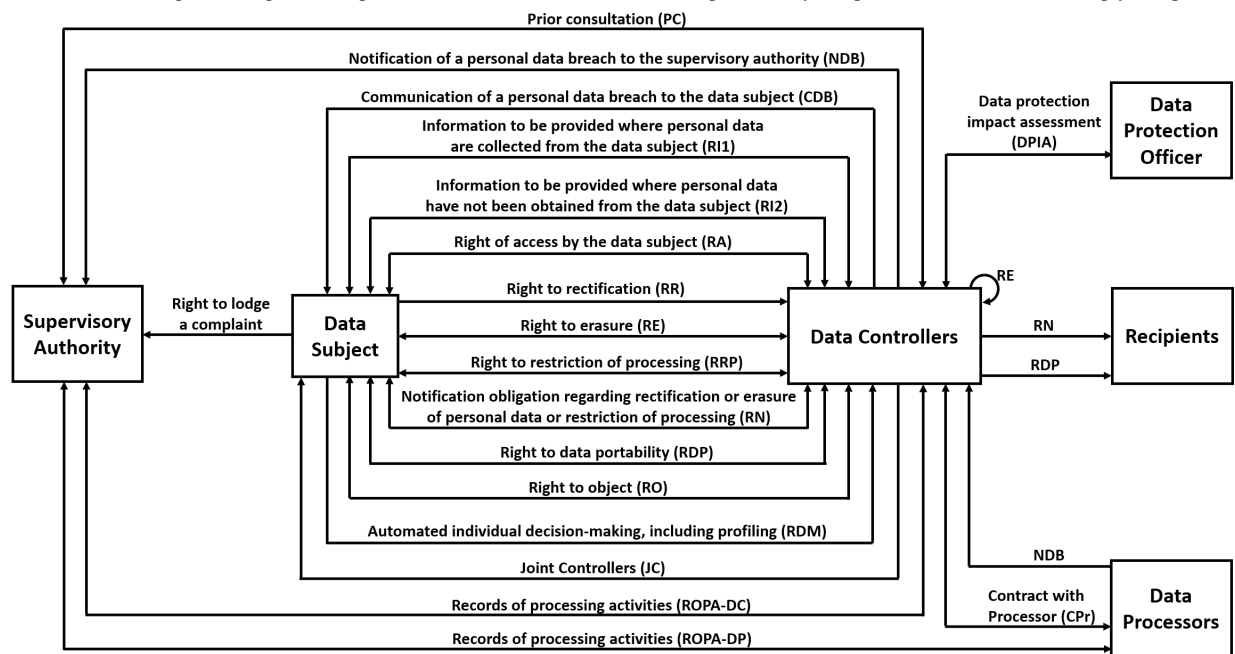 Prior consultation (PC)
Notification of a personal data breach to the supervisory authority (NDB)
Communication of a personal data breach to the data subject (CDB)
Information to be provided where personal data
are collected from the data subject (RI1)
Information to be provided where personal data
have not been obtained from the data subject (RI2)
Right of access by the data subject (RA)
Data protection
impact assessment
(DPIA)
Data
Protection
Officer
Supervisory
Authority
Right to lodge
a complaint
Data
Subject
Right to rectification (RR)
Right to erasure (RE)
Right to restriction of processing (RRP)
Data Controllers
RE
RN
RDP
Recipients
Notification obligation regarding rectification or erasure
of personal data or restriction of processing (RN)
Right to data portability (RDP)
Right to object (RO)
Automated individual decision-making, including profiling (RDM)
Joint Controllers (JC)
NDB
Contract with
Processor (CPr)
Data
Processors
Records of processing activities (ROPA-DC)
Records of processing activities (ROPA-DP)